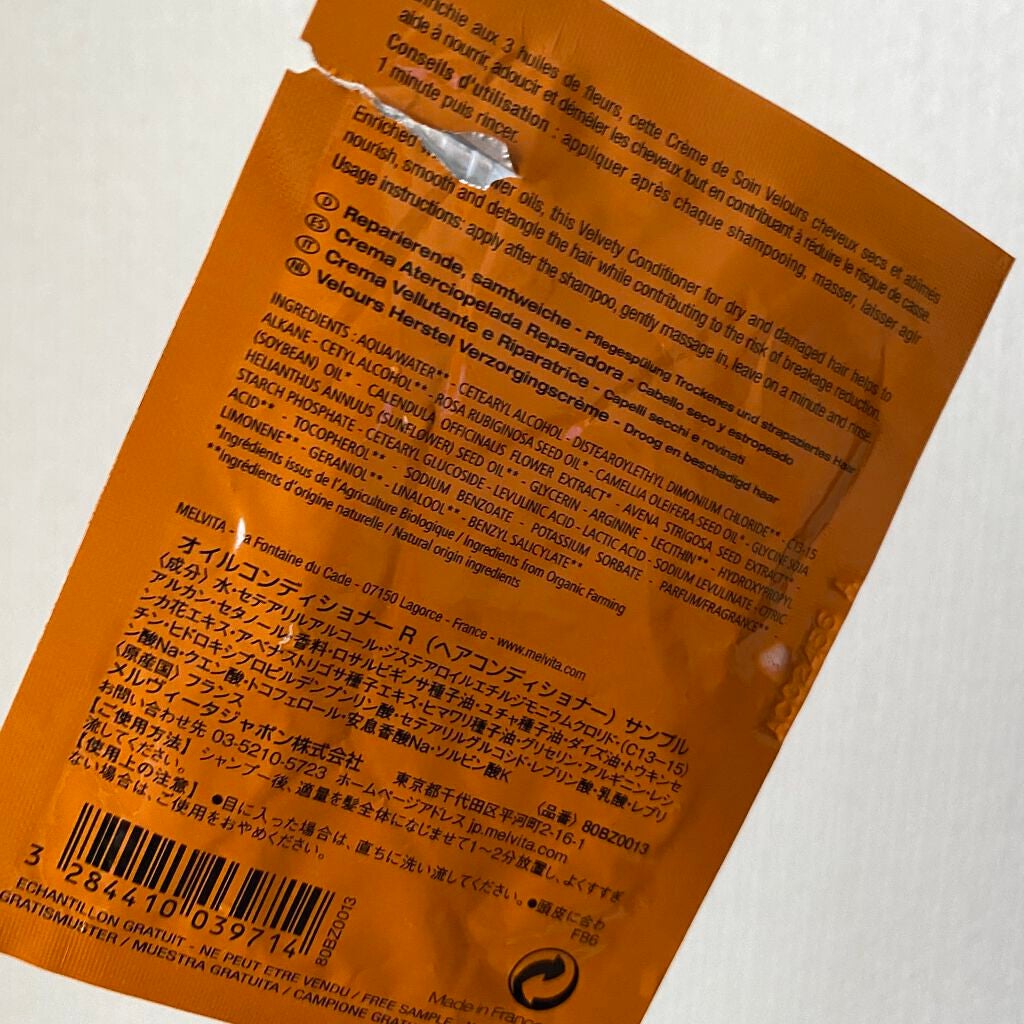 aux 3 huiles de fleurs, cette Crème de Soin Velours cheveux secs et abîmés
aide à nourrir, adoucir et démêler les cheveux tout en contribuant à réduire le risque de casse.
Conseils d'utilisation : appliquer après chaque shampooing, masser, laisser agir
1 minute puis rincer.
Enriched oils, this Velvety Conditioner for dry and damaged hair helps to
nourish, smooth and detangle the hair while contributing to the risk of breakage reduction.
Usage instructions: apply after the shampoo, gently massage in, leave on a minute and rinse.
D Reparierende, samtweiche - Pflegespülung Trockenes und strapaziertes Haar
ES Crema Aterciopelada Reparadora - Cabello seco y estropeado
IT Crema Vellutante e Riparatrice - Capelli secchi e rovinati
NL Velours Herstel Verzorgingscrème - Droog en beschadigd haar
INGREDIENTS : AQUA/WATER** - CETEARYL ALCOHOL - DISTEAROYLETHYL DIMONIUM CHLORIDE** - C13-15
ALKANE - CETYL ALCOHOL** - ROSA RUBIGINOSA SEED OIL* - CAMELLIA OLEIFERA SEED OIL* - GLYCINE SOJA
(SOYBEAN) OIL* - CALENDULA OFFICINALIS FLOWER EXTRACT* - AVENA STRIGOSA SEED EXTRACT** -
HELIANTHUS ANNUUS (SUNFLOWER) SEED OIL** - GLYCERIN - ARGININE - LECITHIN** - HYDROXYPROPYL
STARCH PHOSPHATE - CETEARYL GLUCOSIDE - LEVULINIC ACID - LACTIC ACID - SODIUM LEVULINATE - CITRIC
ACID** - TOCOPHEROL** - SODIUM BENZOATE - POTASSIUM SORBATE - PARFUM/FRAGRANCE** -
LIMONENE** - GERANIOL** - LINALOOL** - BENZYL SALICYLATE**
*Ingrédients issus de l'Agriculture Biologique / Ingredients from Organic Farming
**Ingrédients d'origine naturelle / Natural origin ingredients
MELVITA - La Fontaine du Cade - 07150 Lagorce - France - www.melvita.com
オイルコンディショナー R (ヘアコンディショナー) サンプル
〈成分〉水・セテアリルアルコール・ジステアロイルエチルジモニウムクロリド・(C13~15)
アルカン・セタノール・香料・ロサルビギノサ種子油・ユチャ種子油・ダイズ油・トウキンセ
ンカ花エキス・アベナストリゴサ種子エキス・ヒマワリ種子油・グリセリン・アルギニン・レシ
チン・ヒドロキシプロピルデンプンリン酸・セテアリルグルコシド・レブリン酸・乳酸・レブリ
ン酸Na・クエン酸・トコフェロール・安息香酸Na・ソルビン酸K
〈原産国〉フランス 〈品番〉80BZ0013
メルヴィータジャポン株式会社 東京都千代田区平河町2-16-1
お問い合わせ先 03-5210-5723 ホームページアドレス jp.melvita.com
【ご使用方法】 シャンプー後、適量を髪全体になじませて1~2分放置し、よくすすぎ
流してください。
【使用上の注意】 ●目に入った場合は、直ちに洗い流してください。●頭皮に合わ
ない場合は、ご使用をおやめください。
FB6
3 284410 039714
80BZ0013
ECHANTILLON GRATUIT - NE PEUT ETRE VENDU / FREE SAMPLE -
GRATISMUSTER / MUESTRA GRATUITA / CAMPIONE
Made in France